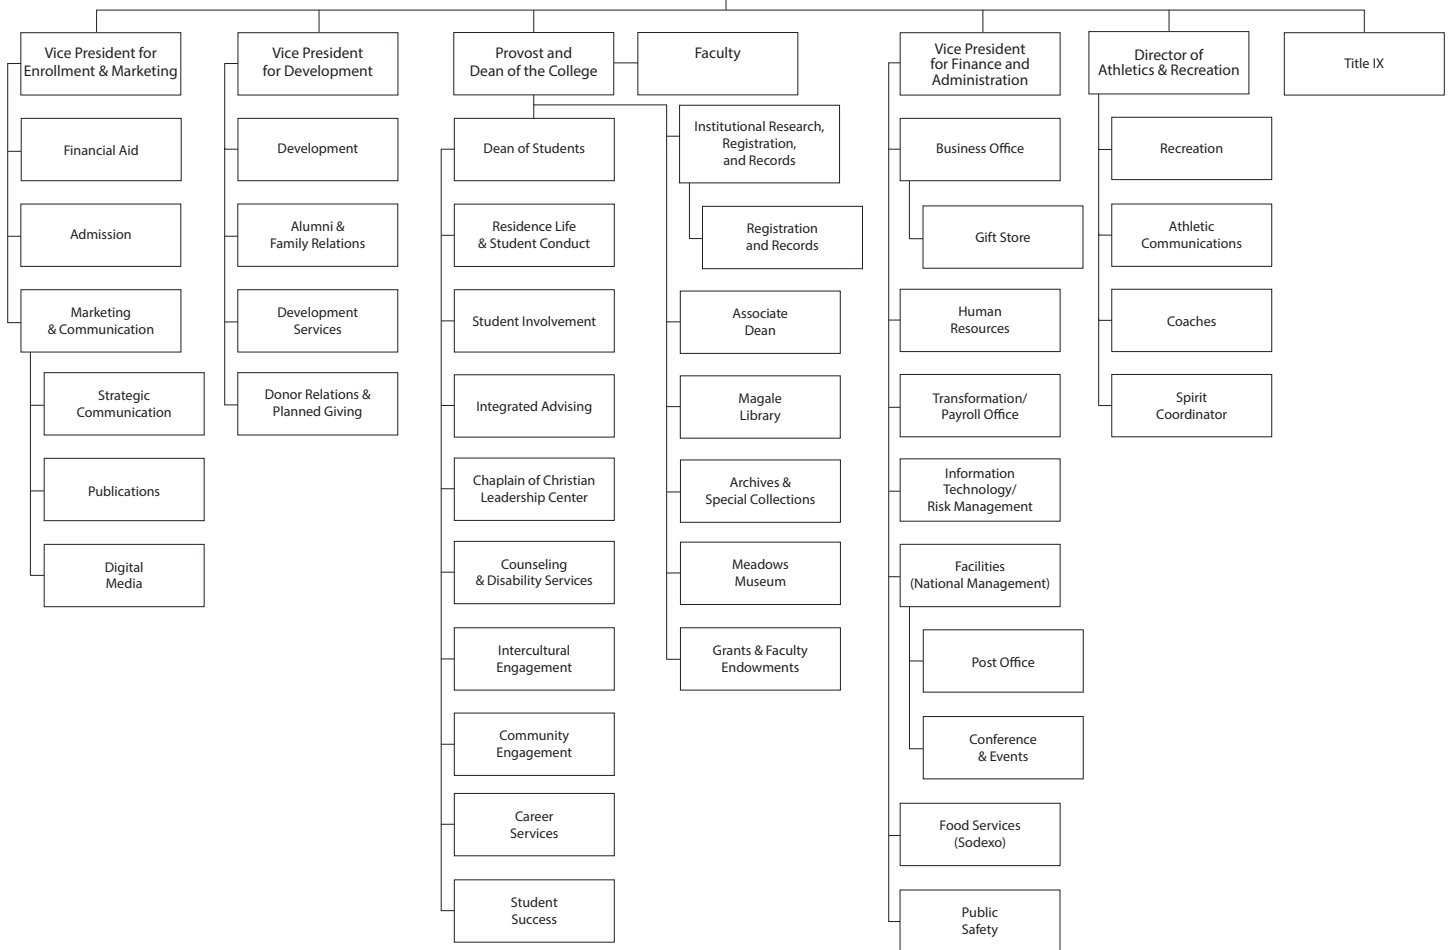 Vice President for
Enrollment & Marketing
Financial Aid
Admission
Marketing
& Communication
Strategic
Communication
Publications
Digital
Media
Vice President
for Development
Development
Alumni &
Family Relations
Development
Services
Donor Relations &
Planned Giving
Provost and
Dean of the College
Faculty
Dean of Students
Residence Life
& Student Conduct
Student Involvement
Integrated Advising
Chaplain of Christian
Leadership Center
Counseling
& Disability Services
Intercultural
Engagement
Community
Engagement
Career
Services
Student
Success
Institutional Research,
Registration,
and Records
Registration
and Records
Associate
Dean
Magale
Library
Archives &
Special Collections
Meadows
Museum
Grants & Faculty
Endowments
Vice President
for Finance and
Administration
Business Office
Gift Store
Human
Resources
Transformation/
Payroll Office
Information
Technology/
Risk Management
Facilities
(National Management)
Post Office
Conference
& Events
Food Services
(Sodexo)
Public
Safety
Director of
Athletics & Recreation
Recreation
Athletic
Communications
Coaches
Spirit
Coordinator
Title IX